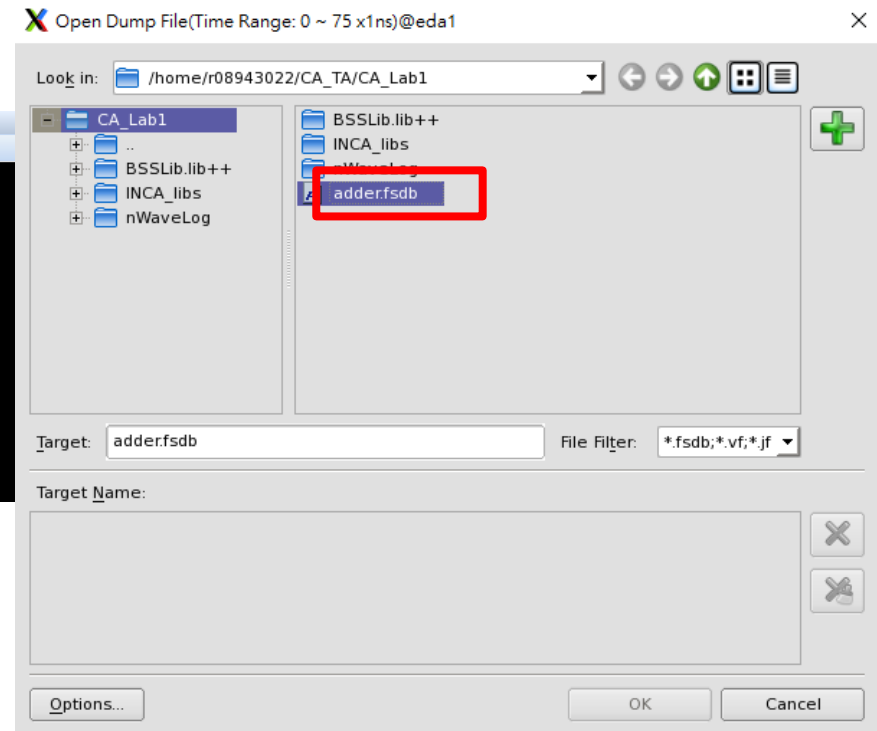 Open Dump File(Time Range: 0 ~ 75 x1ns)@eda1
Look in: /home/r08943022/CA_TA/CA_Lab1
CA_Lab1
..
BSSLib.lib++
INCA_libs
nWaveLog
BSSLib.lib++
INCA_libs
nWaveLog
adder.fsdb
Target: adder.fsdb File Filter: *.fsdb;*.vf;*.jf
Target Name:
Options... OK Cancel